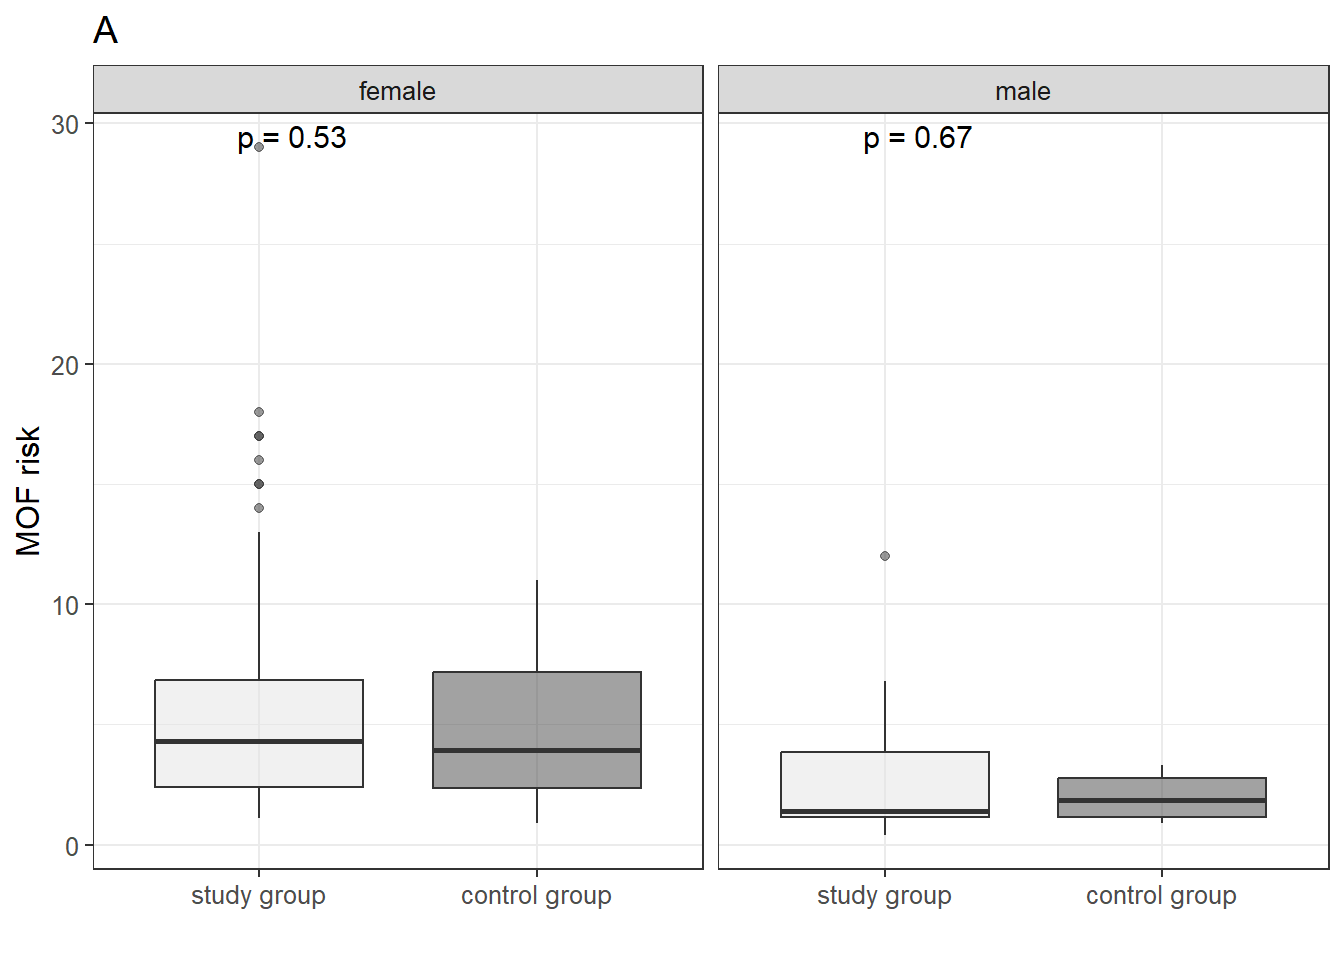 A
female
male
p = 0.53
p = 0.67
30
20
10
0
MOF risk
study group
control group
study group
control group